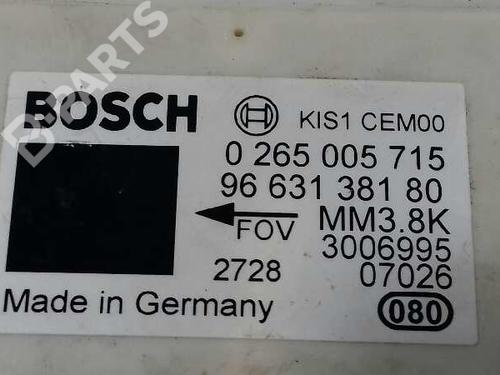 B-PARTS
BOSCH KIS1 CEM00
0 265 005 715
96 631 381 80
FOV MM3.8K
3006995
2728 07026
Made in Germany 080